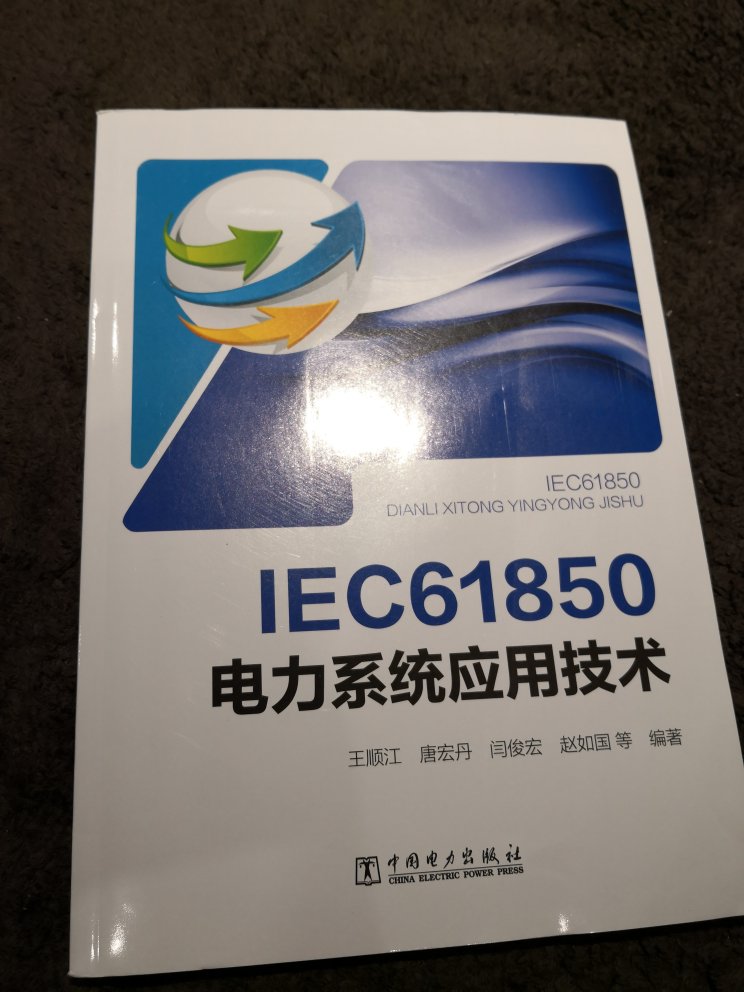 IEC61850
DIANLI XITONG YINGYONG JISHU
IEC61850
电力系统应用技术
王顺江 唐宏丹 闫俊宏 赵如国 等 编著
中国电力出版社
CHINA ELECTRIC POWER PRESS